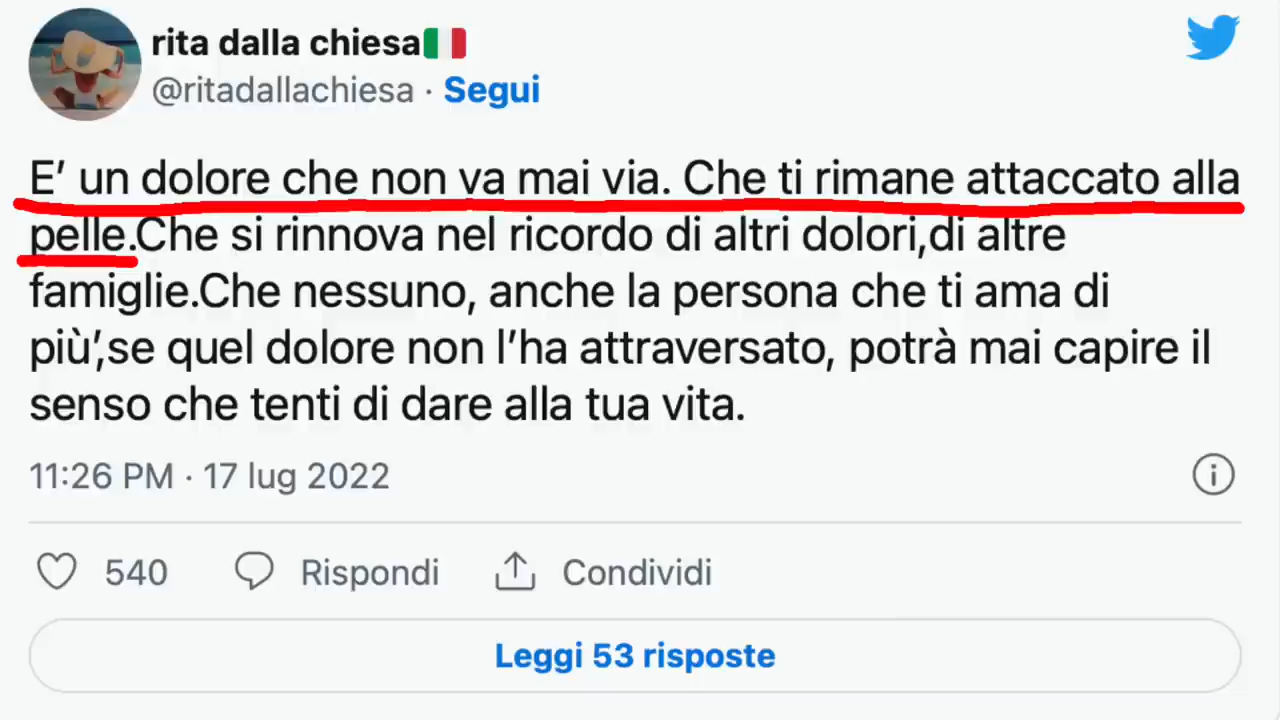 rita dalla chiesa🇮🇹
@ritadallachiesa · Segui
E’ un dolore che non va mai via. Che ti rimane attaccato alla
pelle.Che si rinnova nel ricordo di altri dolori,di altre
famiglie.Che nessuno, anche la persona che ti ama di
più’,se quel dolore non l’ha attraversato, potrà mai capire il
senso che tenti di dare alla tua vita.
11:26 PM · 17 lug 2022
540 Rispondi Condividi
Leggi 53 risposte